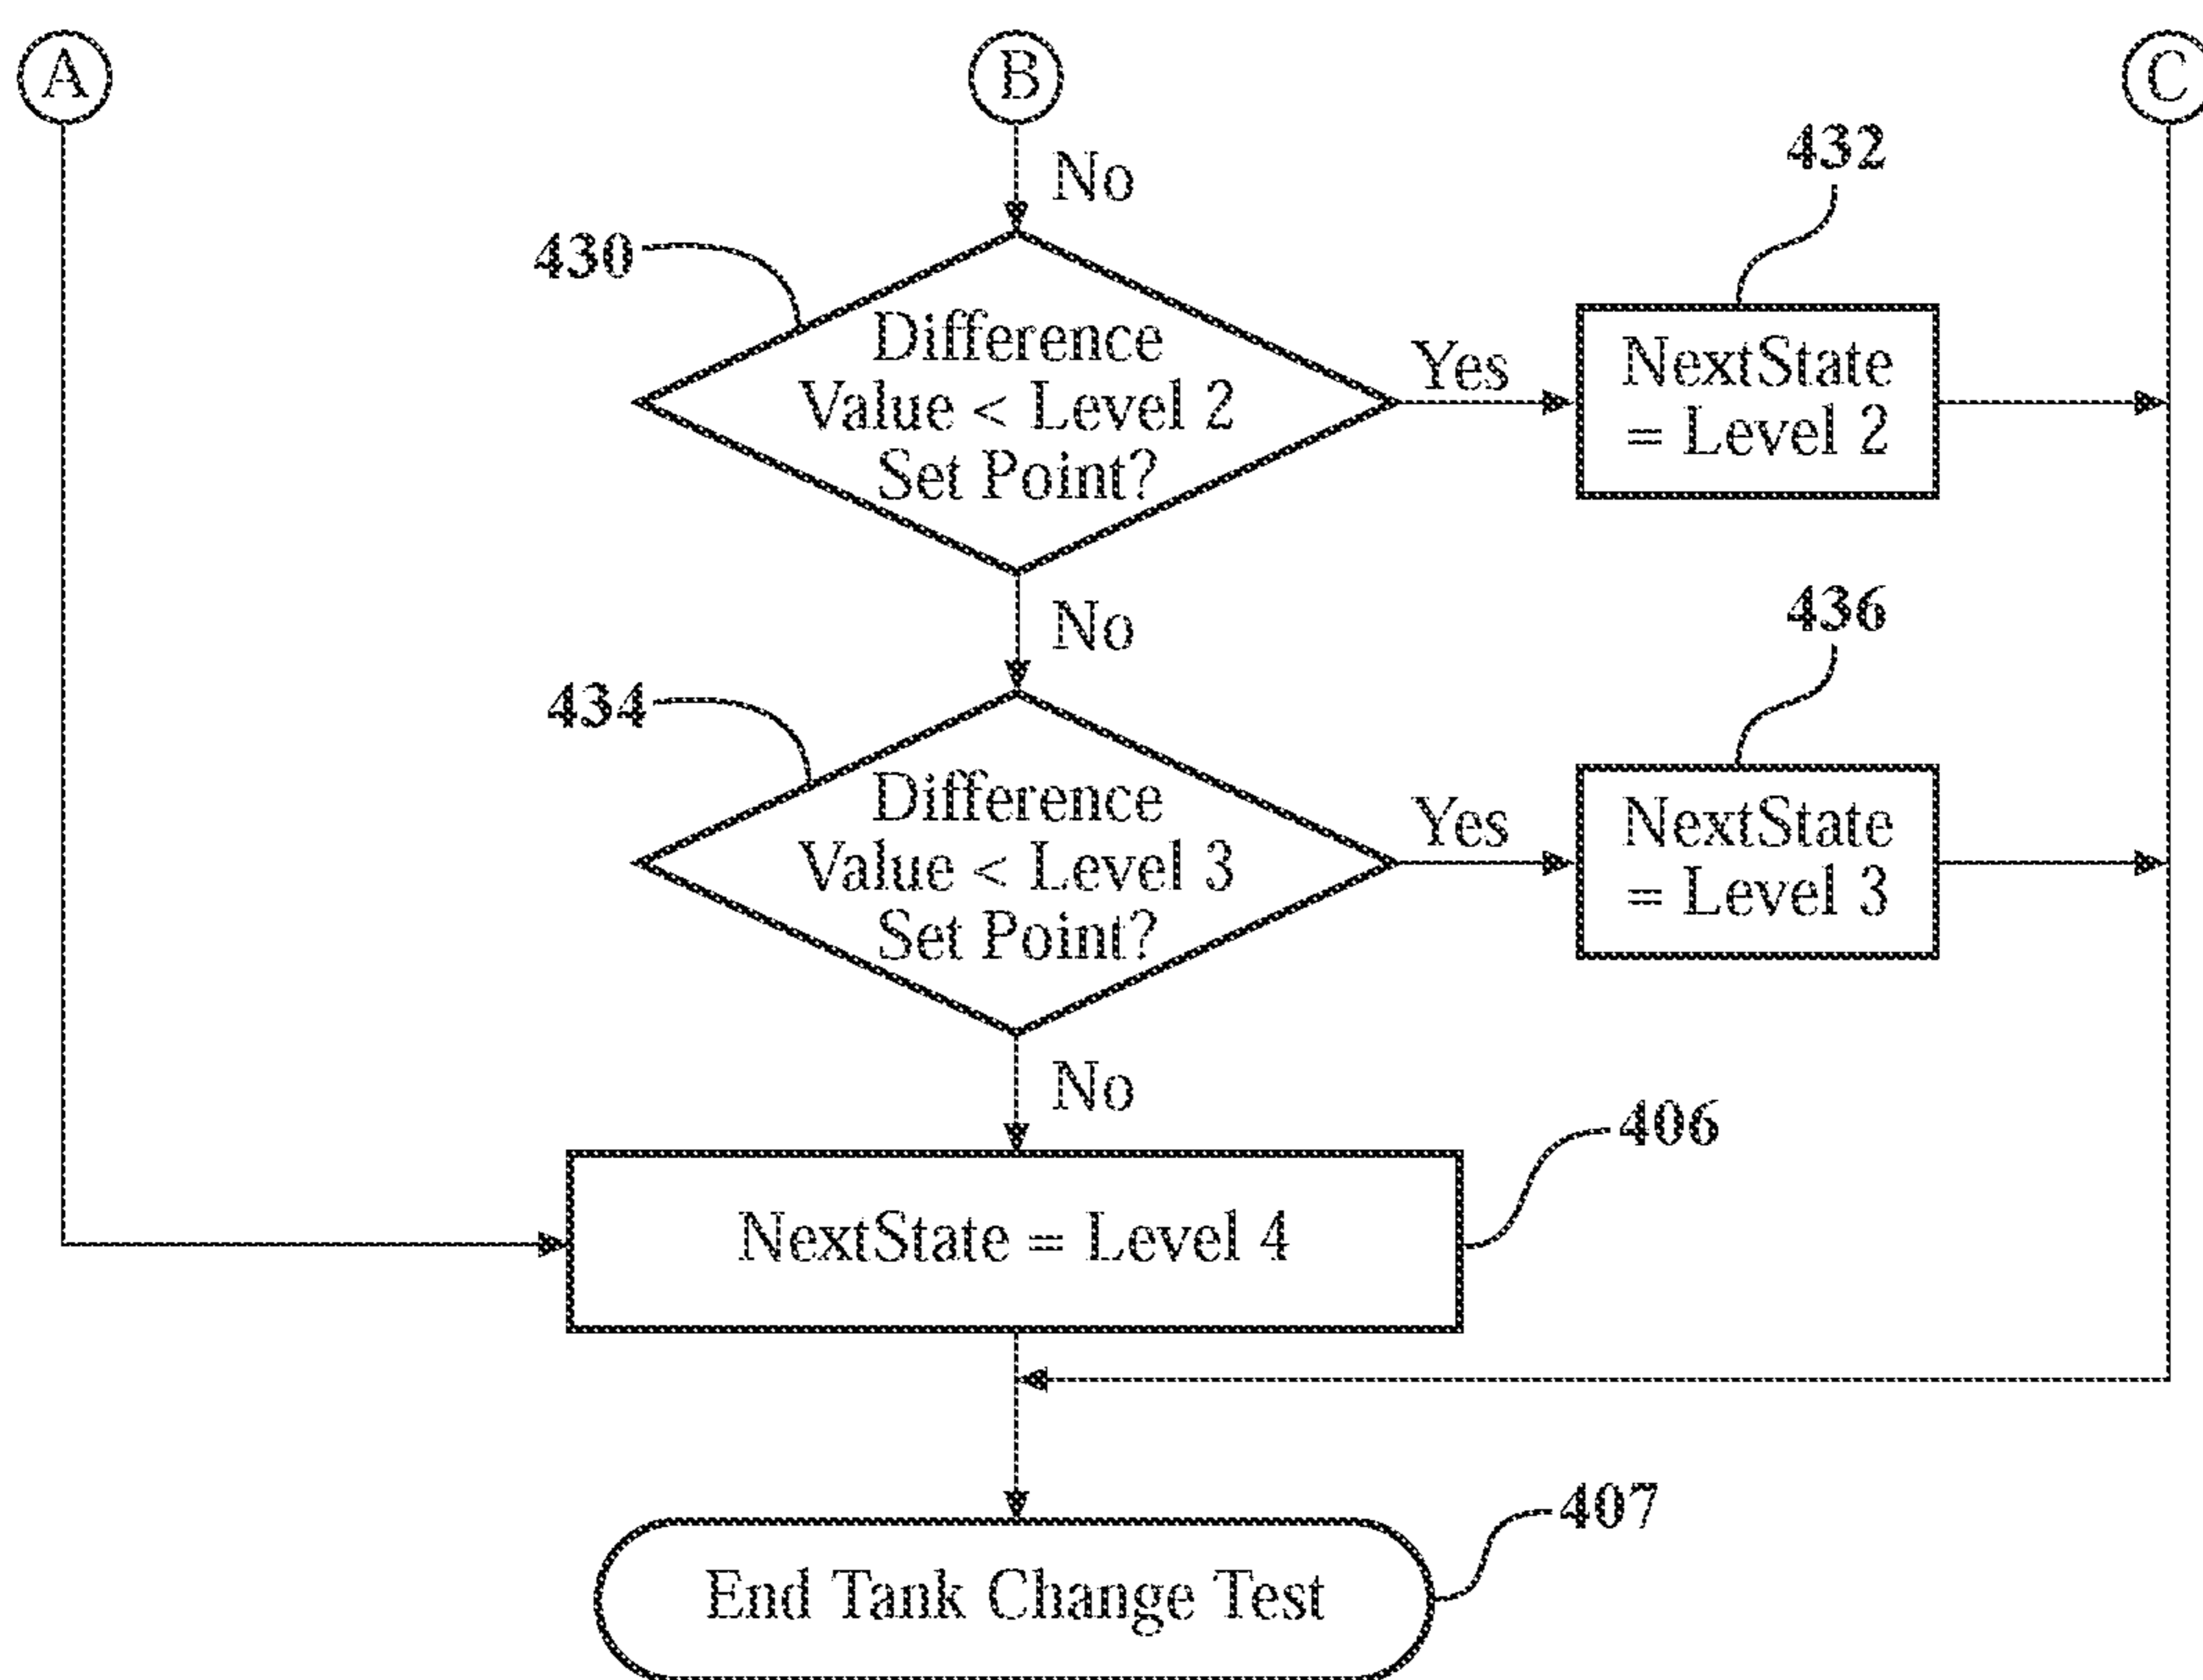 A
B
C
No
432
430
Difference
Value < Level 2
Set Point?
Yes
NextState
= Level 2
No
436
434
Difference
Value < Level 3
Set Point?
Yes
NextState
= Level 3
No
406
NextState = Level 4
407
End Tank Change Test